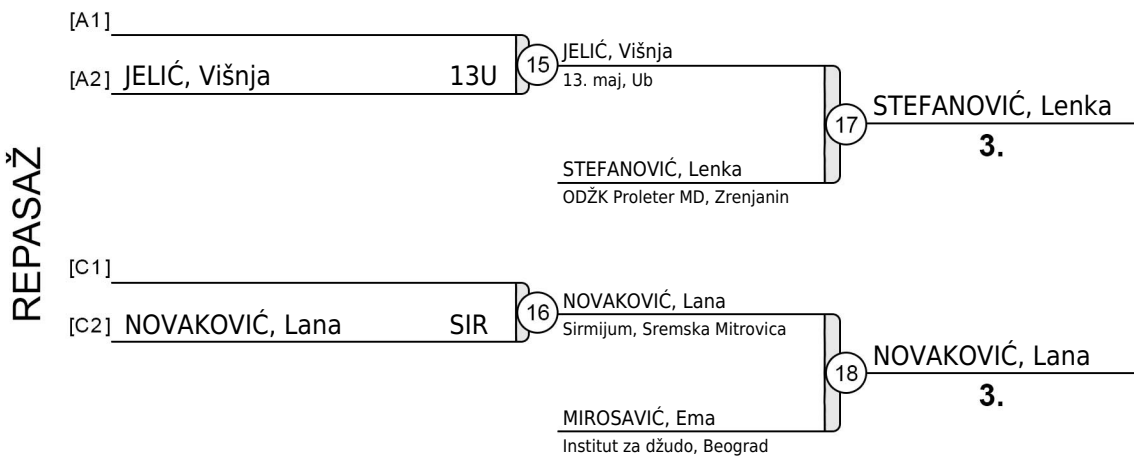 REPASAŽ
[A1]
[A2] JELIĆ, Višnja 13U
15
JELIĆ, Višnja
13. maj, Ub
STEFANOVIĆ, Lenka
ODŽK Proleter MD, Zrenjanin
17
STEFANOVIĆ, Lenka
3.
[C1]
[C2] NOVAKOVIĆ, Lana SIR
16
NOVAKOVIĆ, Lana
Sirmijum, Sremska Mitrovica
MIROSAVIĆ, Ema
Institut za džudo, Beograd
18
NOVAKOVIĆ, Lana
3.